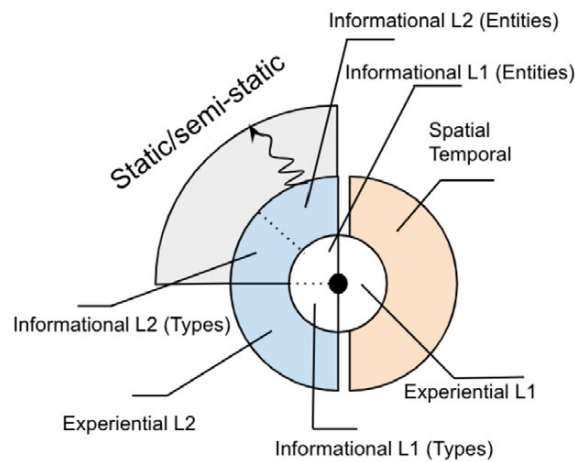 Informational L2 (Entities)
Informational L1 (Entities)
Static/semi-static
Spatial
Temporal
Informational L2 (Types)
Experiential L1
Experiential L2
Informational L1 (Types)